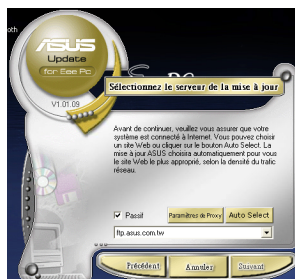 oth
ASUS
Update
for Eee Pc
V1.01.09
Sélectionnez le serveur de la mise à jour
Avant de continuer, veuillez vous assurer que votre
système est connecté à Internet. Vous pouvez choisir
un site Web ou cliquer sur le bouton Auto Select. La
mise à jour ASUS choisira automatiquement pour vous
le site Web le plus approprié, selon la densité du trafic
réseau.
Passif
Paramètres de Proxy
Auto Select
ftp.asus.com.tw
Précédent
Annuler
Suivant